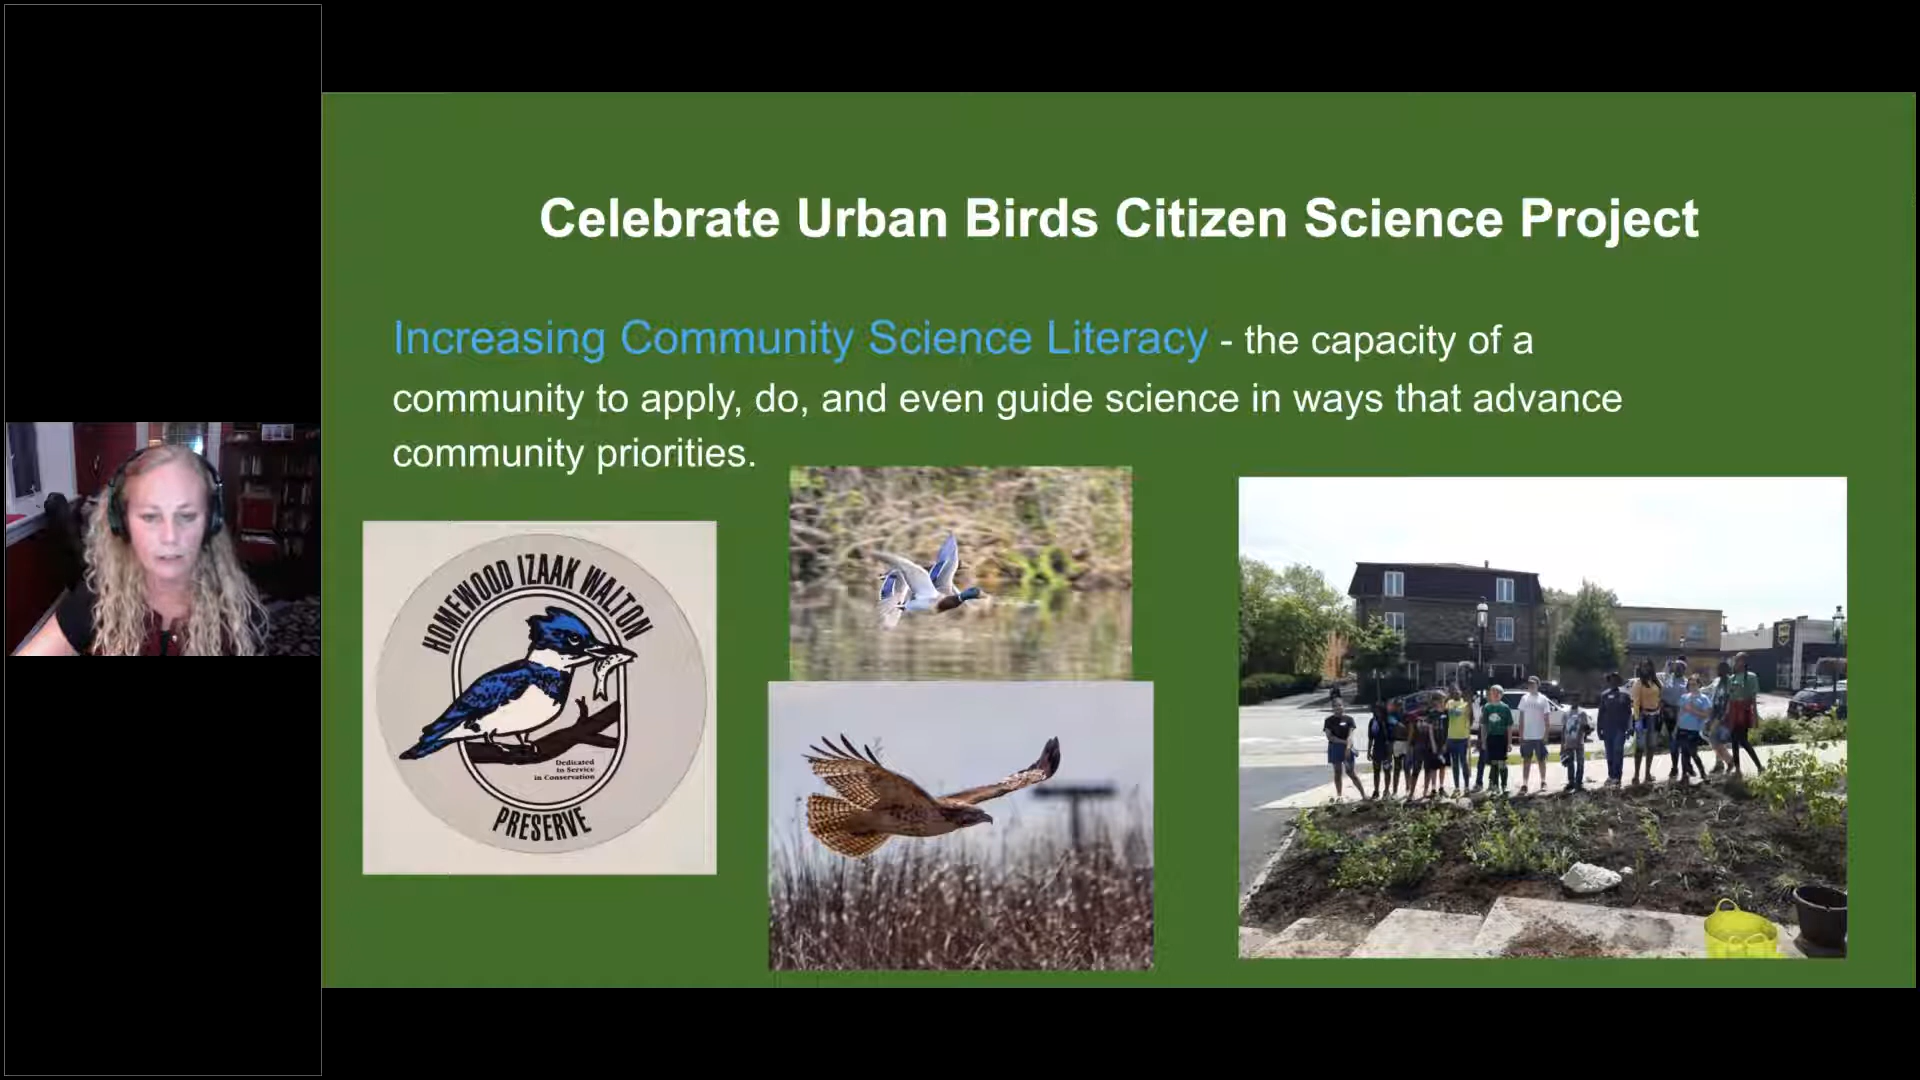 Celebrate Urban Birds Citizen Science Project
Increasing Community Science Literacy - the capacity of a
community to apply, do, and even guide science in ways that advance
community priorities.
HOMEWOOD IZAAK WALTON
Dedicated
in Service
in Conservation
PRESERVE